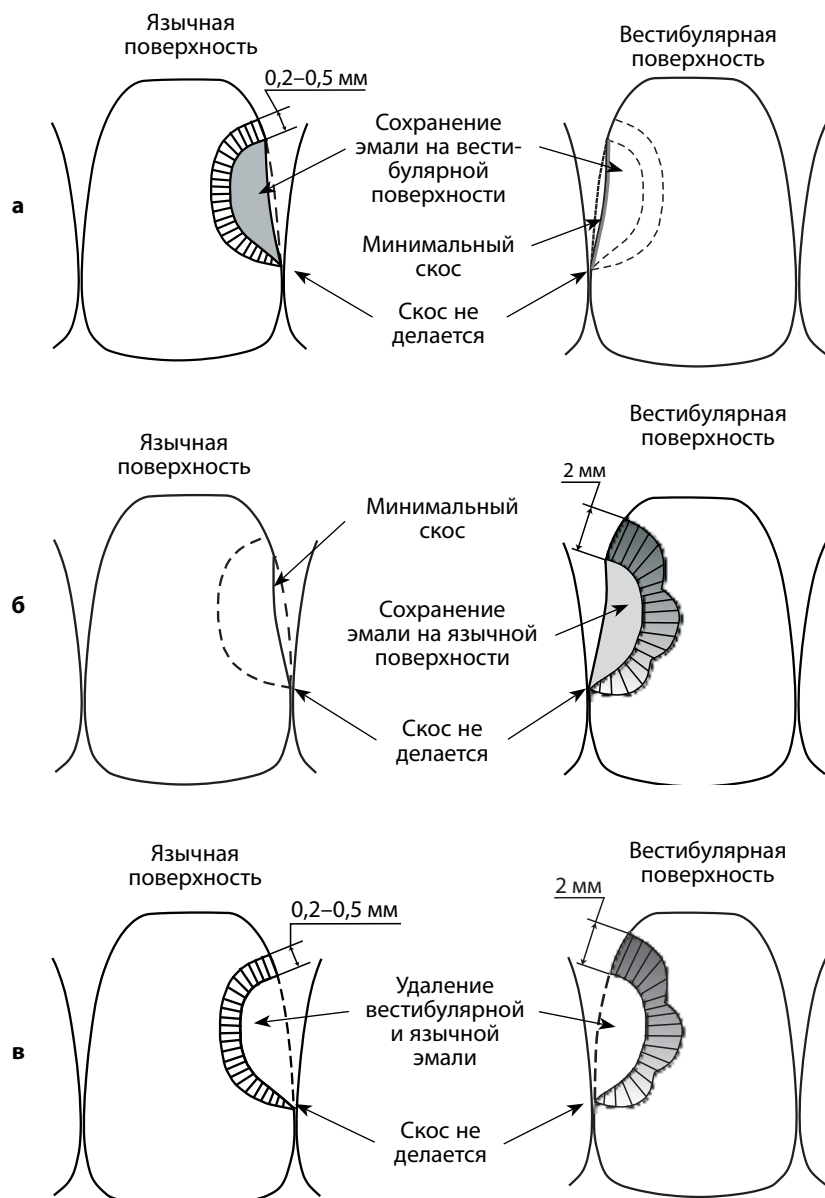 Язычная
поверхность
Вестибулярная
поверхность
0,2–0,5 мм
Сохранение
эмали на вести-
булярной
поверхности
а
Минимальный
скос
Скос не
делается
Язычная
поверхность
Вестибулярная
поверхность
2 мм
Минимальный
скос
б
Сохранение
эмали на язычной
поверхности
Скос не
делается
Язычная
поверхность
Вестибулярная
поверхность
0,2–0,5 мм
2 мм
Удаление
вестибулярной
и язычной
эмали
в
Скос не
делается